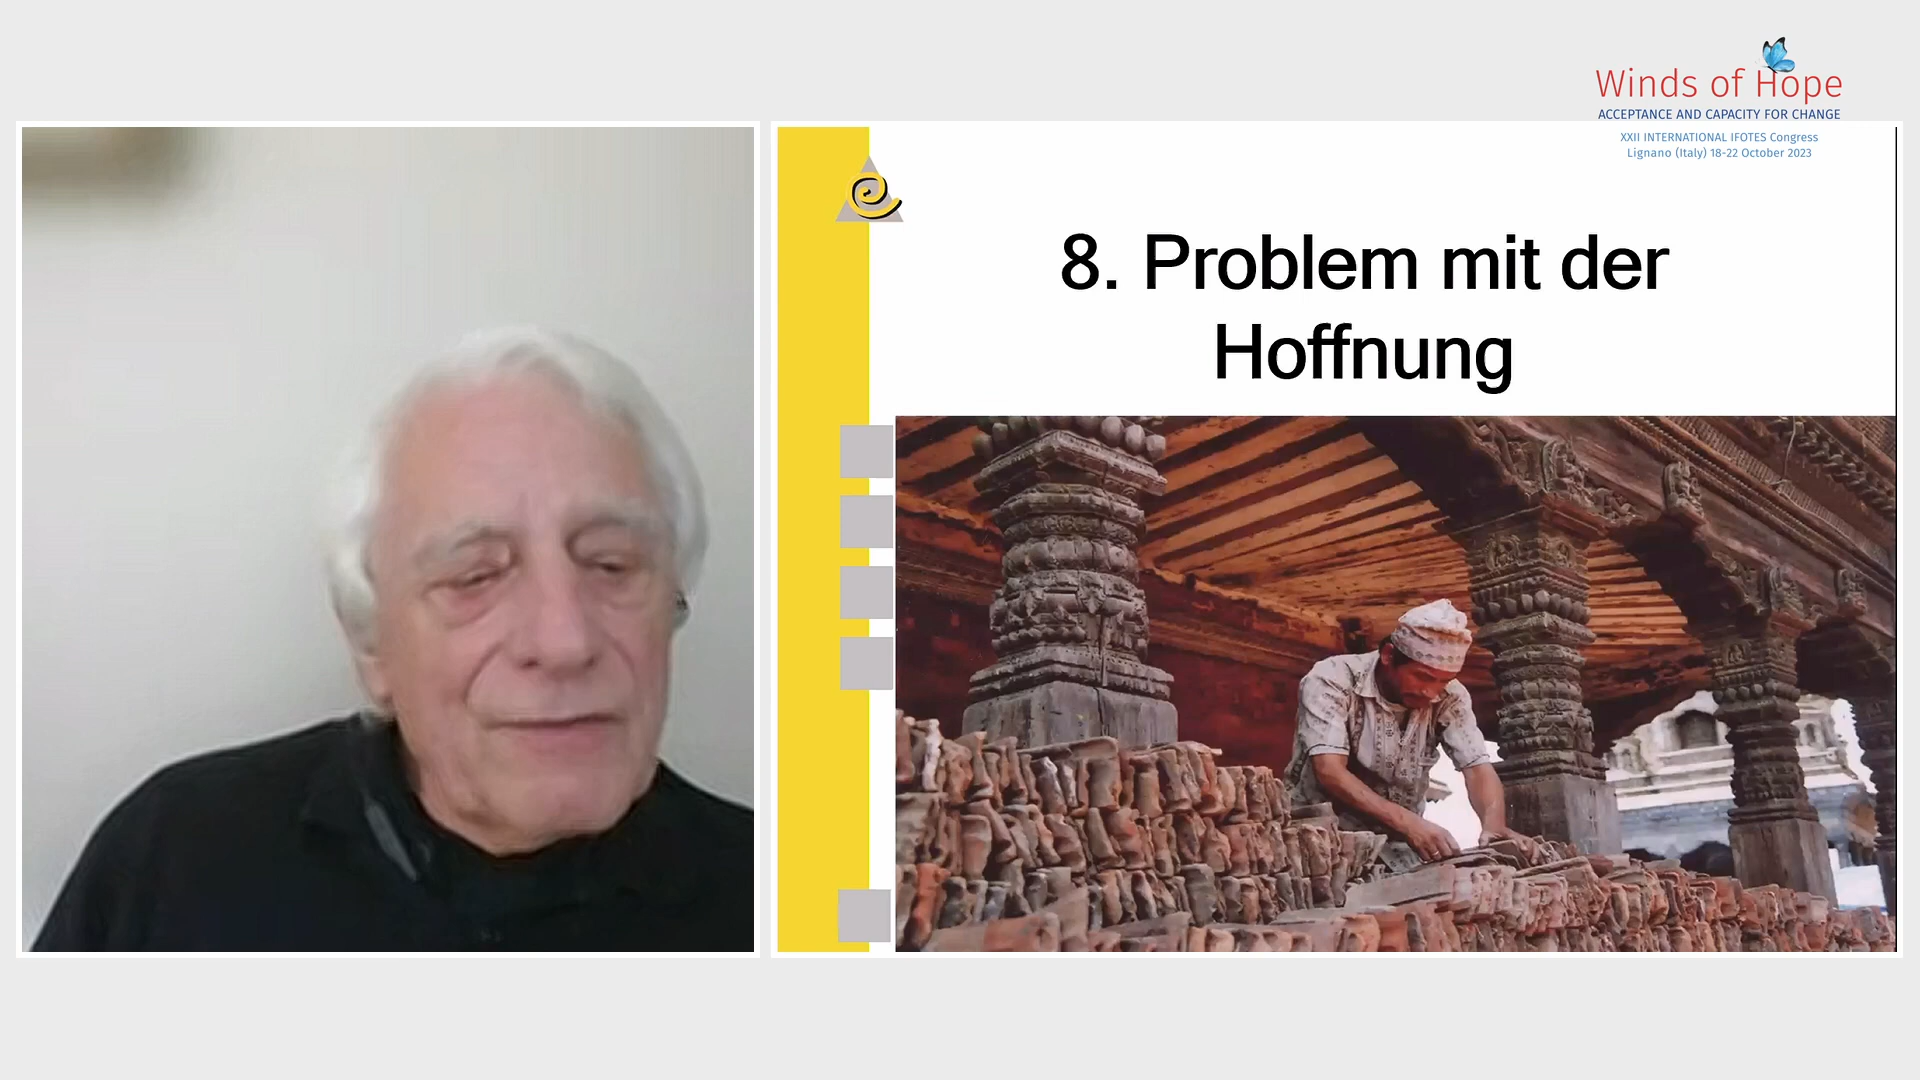 Winds of Hope
ACCEPTANCE AND CAPACITY FOR CHANGE
XXII INTERNATIONAL IFOTES Congress
Lignano (Italy) 18-22 October 2023
8. Problem mit der
Hoffnung